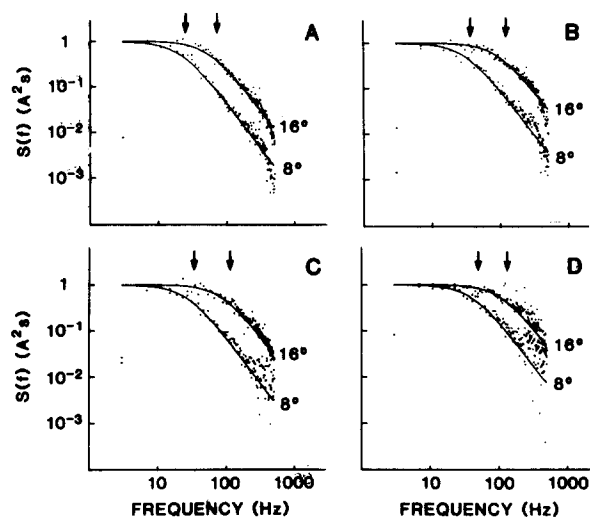 A
B
S(f) (A²s)
1
10⁻¹
10⁻²
10⁻³
16°
8°
16°
8°
C
D
S(f) (A²s)
1
10⁻¹
10⁻²
10⁻³
16°
8°
16°
8°
10 100 1000
10 100 1000
FREQUENCY (Hz)
FREQUENCY (Hz)